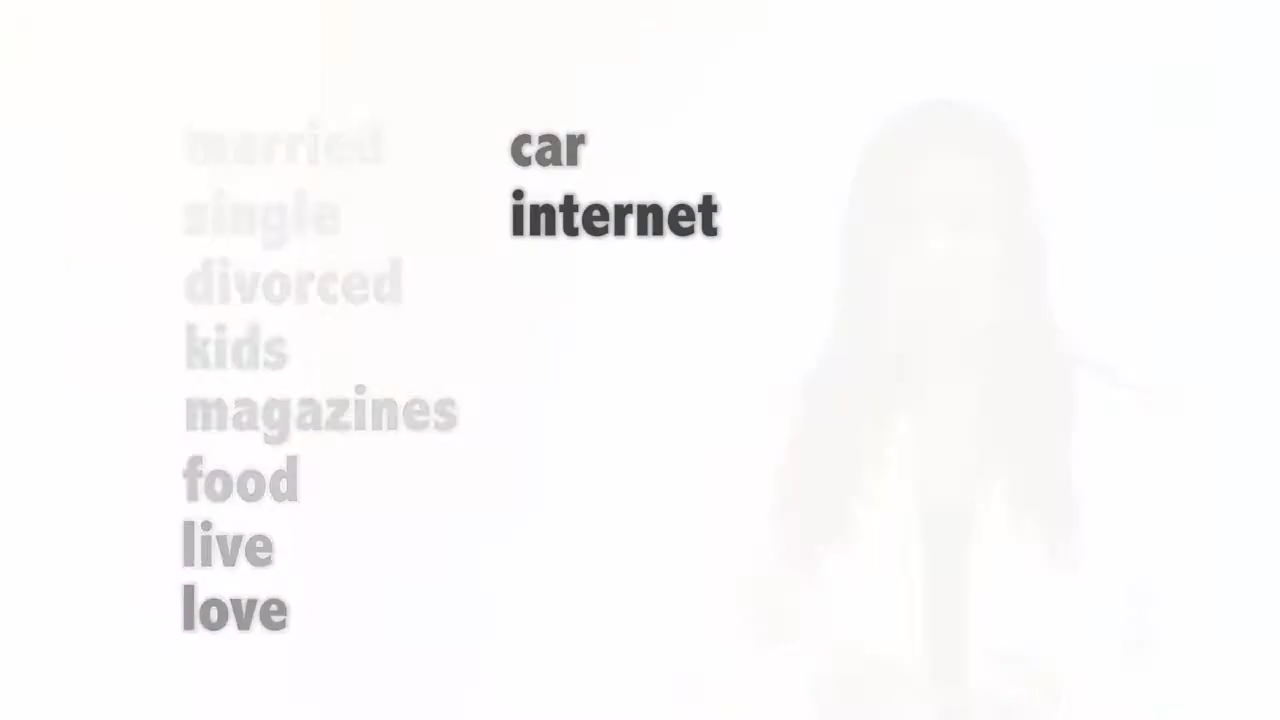 married
single
divorced
kids
magazines
food
live
love
car
internet